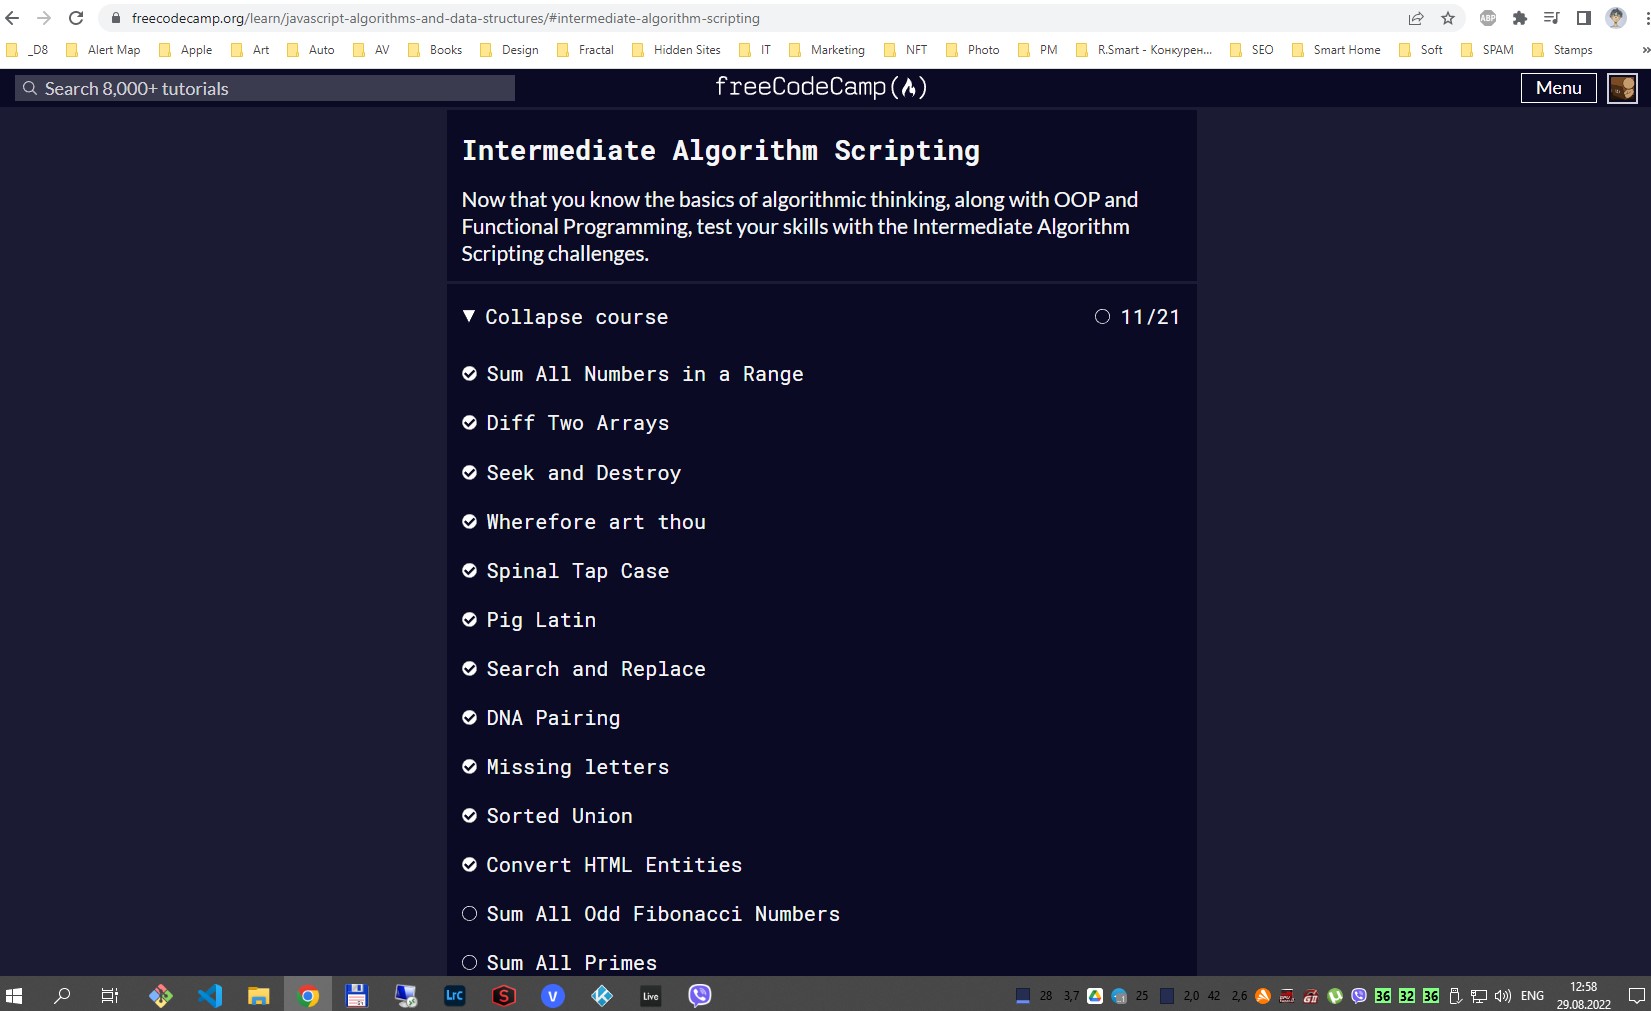 freecodecamp.org/learn/javascript-algorithms-and-data-structures/#intermediate-algorithm-scripting
ABP
_D8 Alert Map Apple Art Auto AV Books Design Fractal Hidden Sites IT Marketing NFT Photo PM R.Smart - Конкурен... SEO Smart Home Soft SPAM Stamps »
Search 8,000+ tutorials
freeCodeCamp
Menu
Intermediate Algorithm Scripting
Now that you know the basics of algorithmic thinking, along with OOP and
Functional Programming, test your skills with the Intermediate Algorithm
Scripting challenges.
Collapse course 11/21
Sum All Numbers in a Range
Diff Two Arrays
Seek and Destroy
Wherefore art thou
Spinal Tap Case
Pig Latin
Search and Replace
DNA Pairing
Missing letters
Sorted Union
Convert HTML Entities
Sum All Odd Fibonacci Numbers
Sum All Primes
LrC S V Live 28 3,7 25 2,0 42 2,6 36 32 36 ENG 12:58
29.08.2022